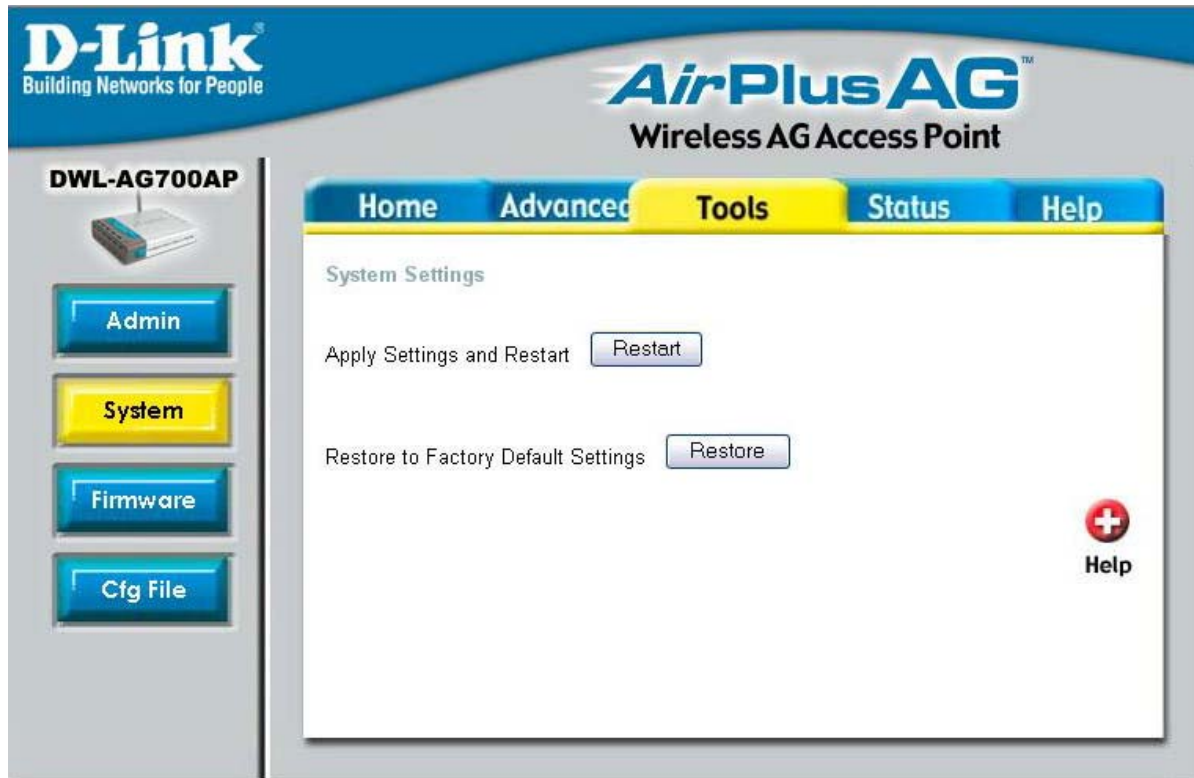 D-Link®
Building Networks for People
AirPlus AG™
Wireless AG Access Point
DWL-AG700AP
Home Advanced Tools Status Help
Admin
System
Firmware
Cfg File
System Settings
Apply Settings and Restart Restart
Restore to Factory Default Settings Restore
Help